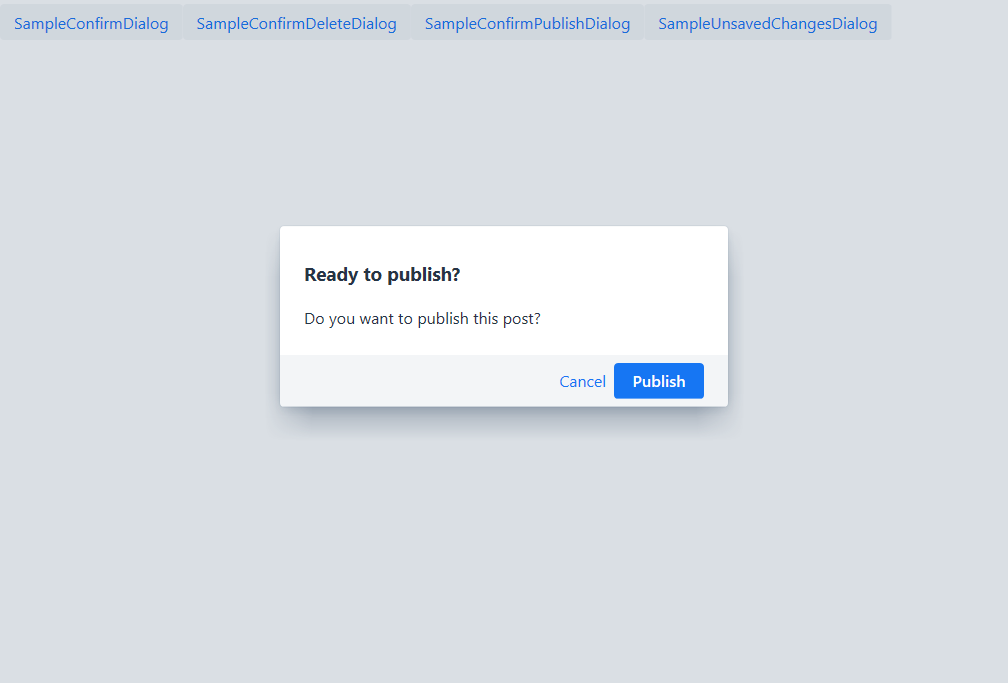 SampleConfirmDialog SampleConfirmDeleteDialog SampleConfirmPublishDialog SampleUnsavedChangesDialog
Ready to publish?
Do you want to publish this post?
Cancel Publish